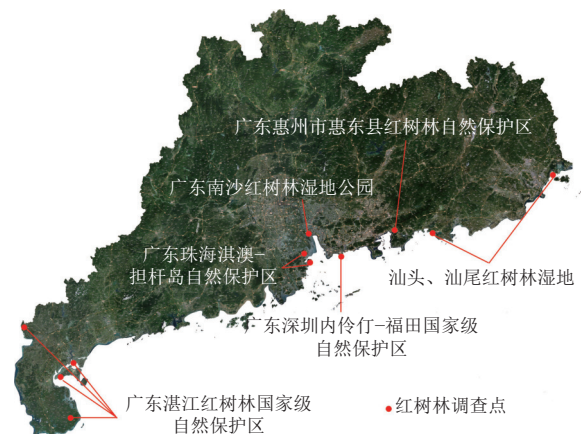 广东惠州市惠东县红树林自然保护区
广东南沙红树林湿地公园
广东珠海淇澳–
担杆岛自然保护区
汕头、汕尾红树林湿地
广东深圳内伶仃–福田国家级
自然保护区
广东湛江红树林国家级
自然保护区
红树林调查点